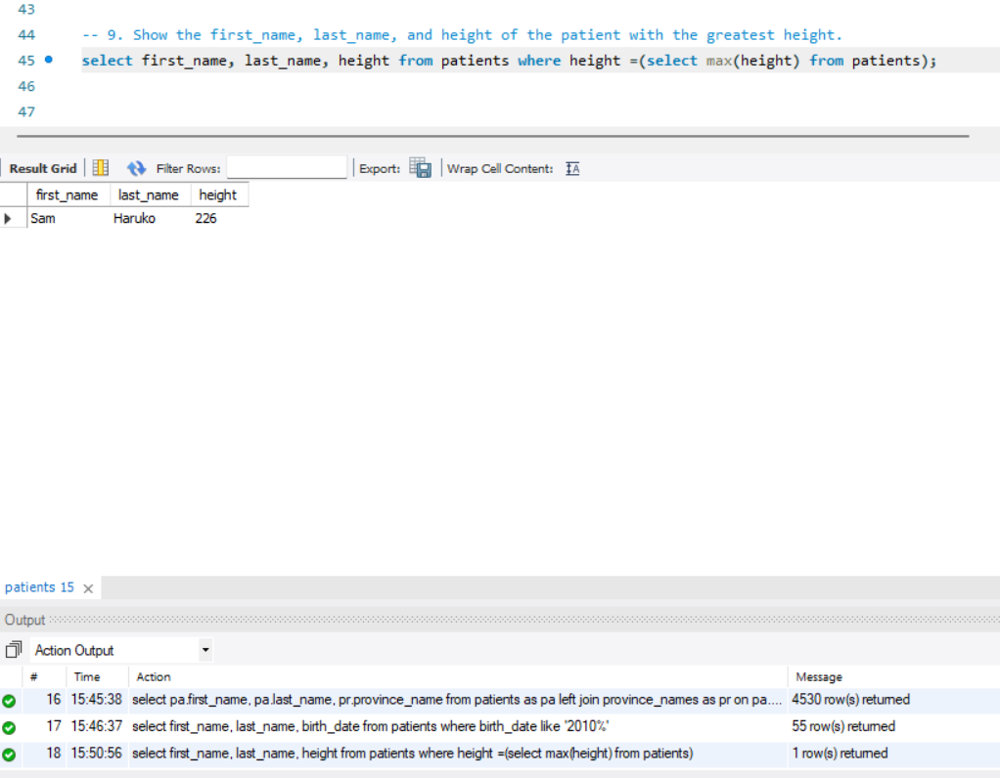 43
44 -- 9. Show the first_name, last_name, and height of the patient with the greatest height.
45 select first_name, last_name, height from patients where height =(select max(height) from patients);
46
47
Result Grid Filter Rows: Export: Wrap Cell Content:
first_name last_name height
Sam Haruko 226
patients 15
Output
Action Output
# Time Action Message
16 15:45:38 select pa.first_name, pa.last_name, pr.province_name from patients as pa left join province_names as pr on pa.... 4530 row(s) returned
17 15:46:37 select first_name, last_name, birth_date from patients where birth_date like '2010%' 55 row(s) returned
18 15:50:56 select first_name, last_name, height from patients where height =(select max(height) from patients) 1 row(s) returned